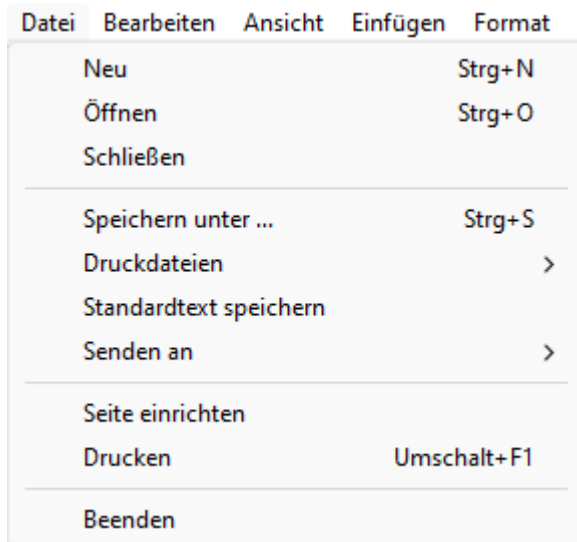 Datei Bearbeiten Ansicht Einfügen Format
Neu Strg+N
Öffnen Strg+O
Schließen
Speichern unter ... Strg+S
Druckdateien >
Standardtext speichern
Senden an >
Seite einrichten
Drucken Umschalt+F1
Beenden